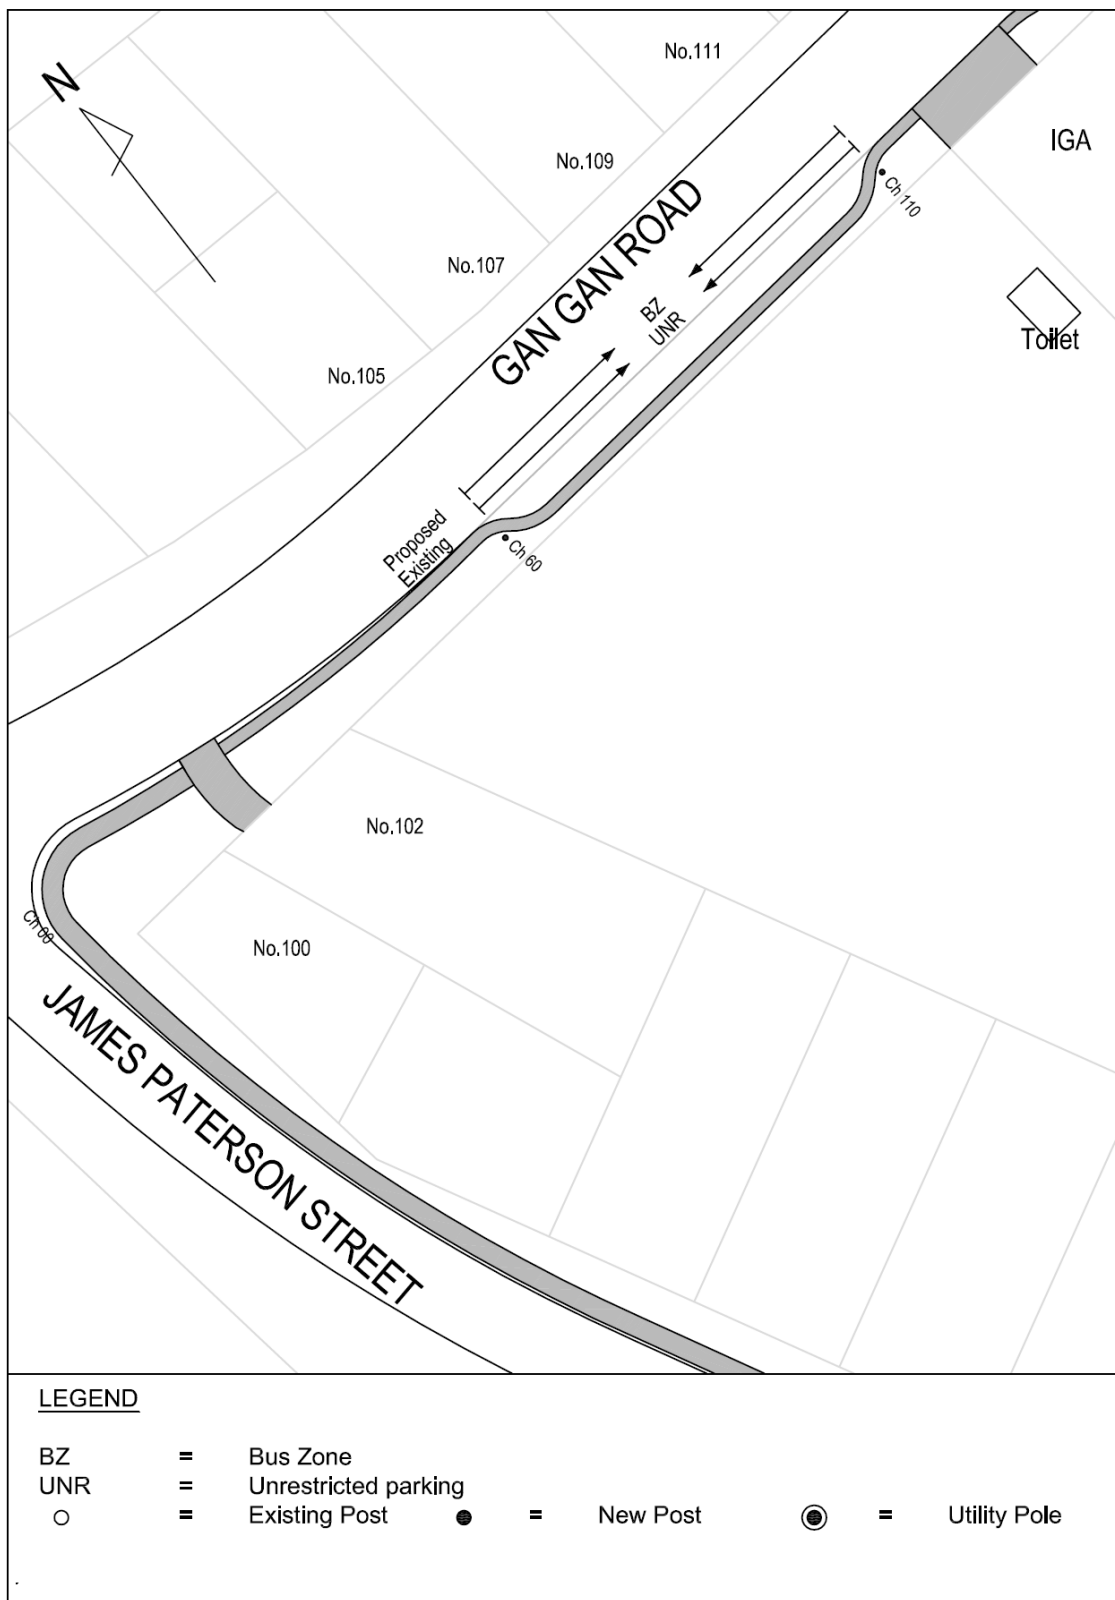 N
No.111
IGA
No.109
Ch 110
GAN GAN ROAD
No.107
BZ
UNR
Toilet
No.105
Proposed
Existing
Ch 60
No.102
Ch 00
No.100
JAMES PATERSON STREET
LEGEND
BZ = Bus Zone
UNR = Unrestricted parking
= Existing Post = New Post = Utility Pole